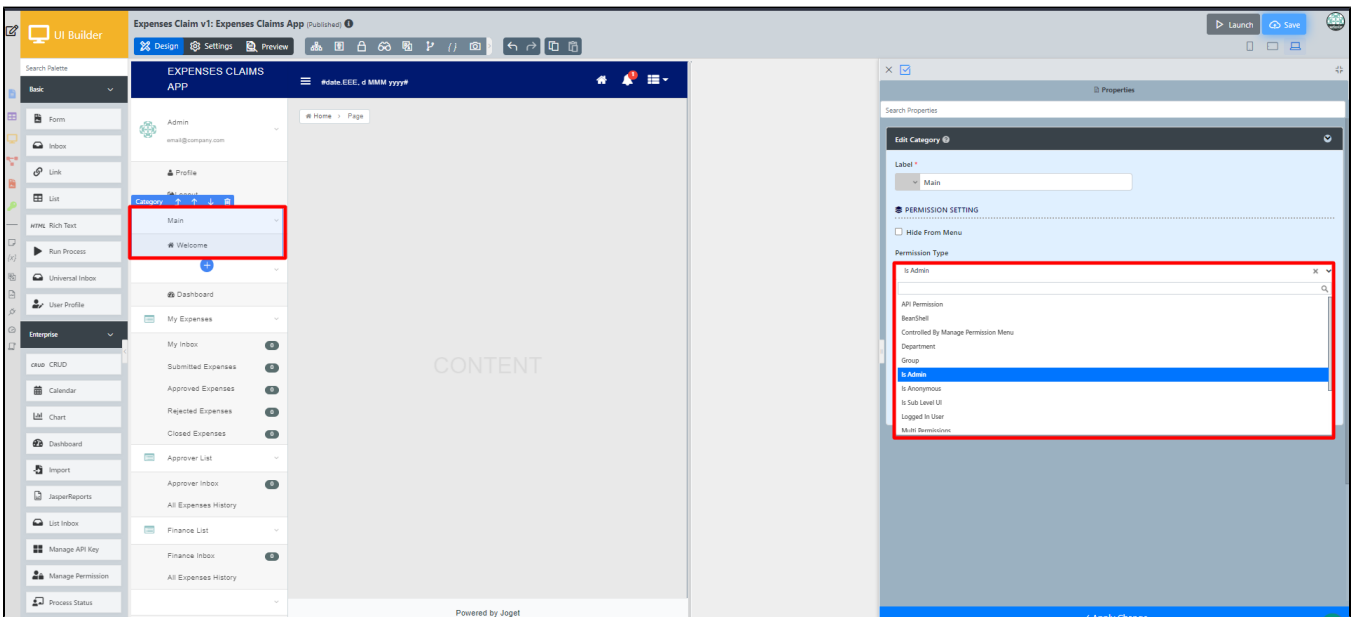 UI Builder
Expenses Claim v1: Expenses Claims App (Published)
Launch
Save
Design
Settings
Preview
Search Palette
Basic
Form
Inbox
Link
List
HTML Rich Text
Run Process
Universal Inbox
User Profile
Enterprise
CRUD CRUD
Calendar
Chart
Dashboard
Import
JasperReports
List Inbox
Manage API Key
Manage Permission
Process Status
EXPENSES CLAIMS
APP
#date.EEE, d MMM yyyy#
1
Admin
email@company.com
Profile
Logout
Category
Main
Welcome
Dashboard
My Expenses
My Inbox 0
Submitted Expenses 0
Approved Expenses 0
Rejected Expenses 0
Closed Expenses 0
Approver List
Approver Inbox 0
All Expenses History
Finance List
Finance Inbox 0
All Expenses History
Home > Page
CONTENT
Powered by Joget
Properties
Search Properties
Edit Category
Label *
Main
PERMISSION SETTING
Hide From Menu
Permission Type
Is Admin
API Permission
BeanShell
Controlled By Manage Permission Menu
Department
Group
Is Admin
Is Anonymous
Is Sub Level UI
Logged In User
Multi Permissions
Apply Change